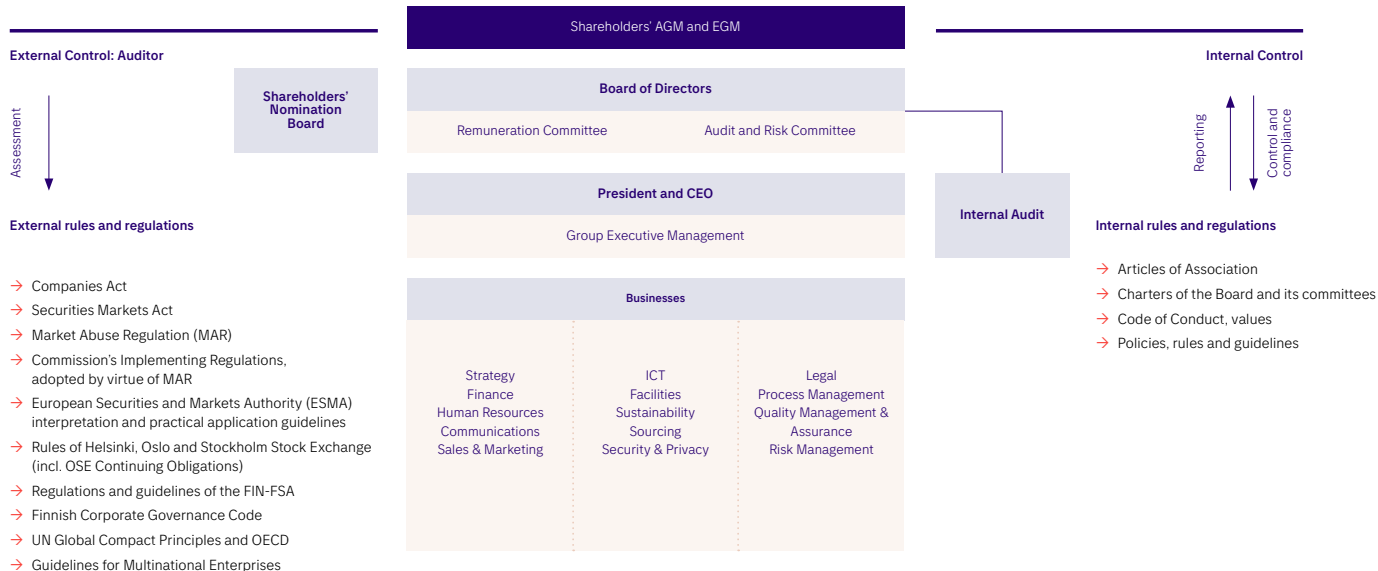 External Control: Auditor
Assessment
Shareholders'
Nomination
Board
External rules and regulations
→ Companies Act
→ Securities Markets Act
→ Market Abuse Regulation (MAR)
→ Commission's Implementing Regulations,
adopted by virtue of MAR
→ European Securities and Markets Authority (ESMA)
interpretation and practical application guidelines
→ Rules of Helsinki, Oslo and Stockholm Stock Exchange
(incl. OSE Continuing Obligations)
→ Regulations and guidelines of the FIN-FSA
→ Finnish Corporate Governance Code
→ UN Global Compact Principles and OECD
→ Guidelines for Multinational Enterprises
Shareholders' AGM and EGM
Board of Directors
Remuneration Committee
Audit and Risk Committee
President and CEO
Group Executive Management
Businesses
Strategy
Finance
Human Resources
Communications
Sales & Marketing
ICT
Facilities
Sustainability
Sourcing
Security & Privacy
Legal
Process Management
Quality Management &
Assurance
Risk Management
Internal Audit
Internal Control
Reporting
Control and
compliance
Internal rules and regulations
→ Articles of Association
→ Charters of the Board and its committees
→ Code of Conduct, values
→ Policies, rules and guidelines